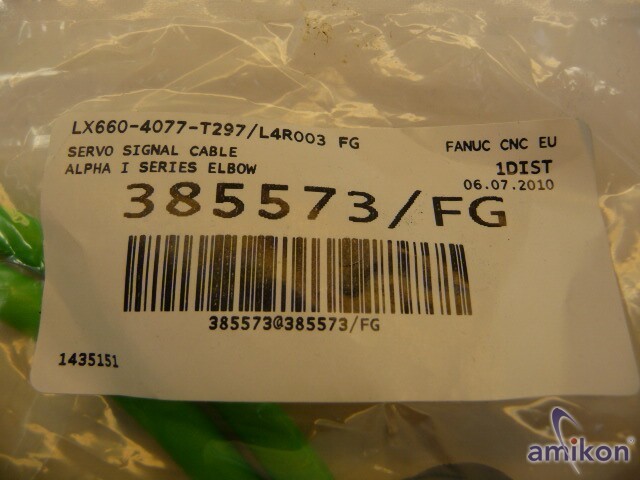 LX660-4077-T297/L4R003 FG
SERVO SIGNAL CABLE
ALPHA I SERIES ELBOW
FANUC CNC EU
1DIST
06.07.2010
385573/FG
385573@385573/FG
1435151
amikon